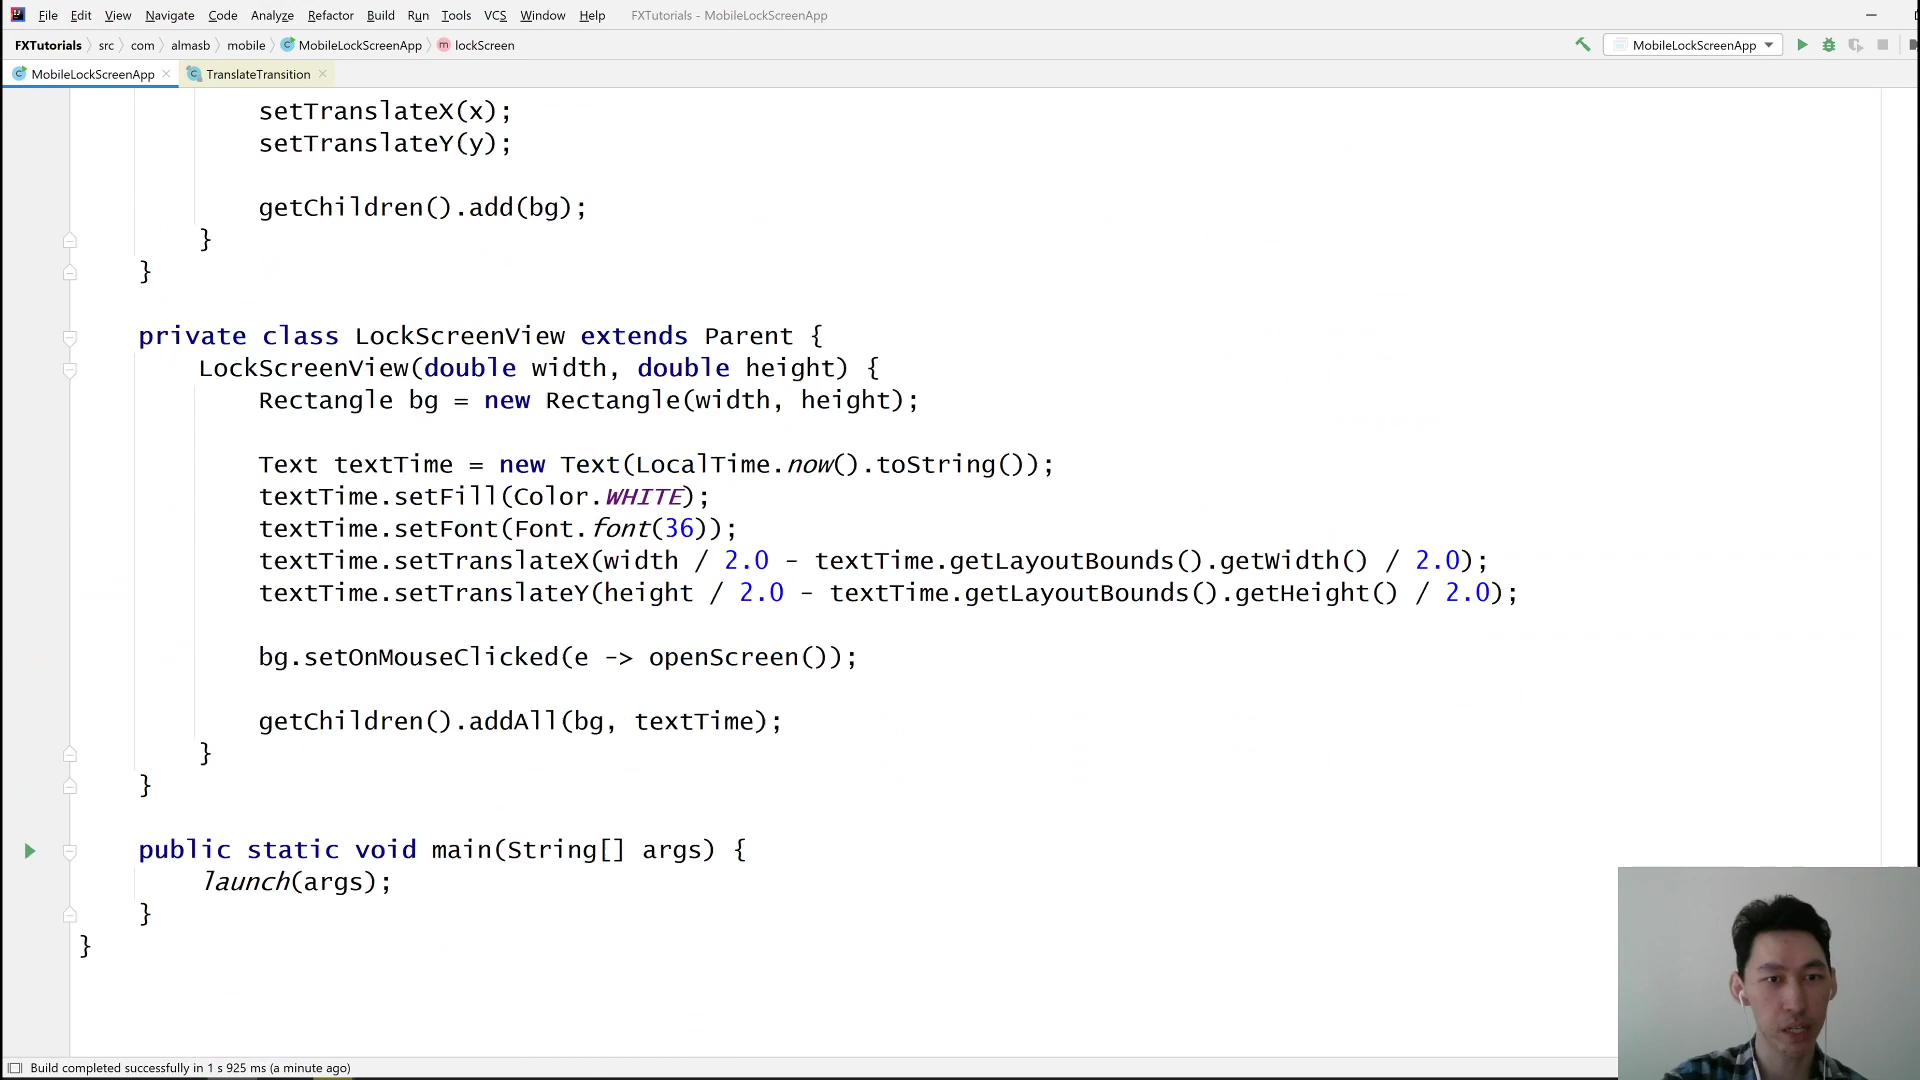 File Edit View Navigate Code Analyze Refactor Build Run Tools VCS Window Help FXTutorials - MobileLockScreenApp
FXTutorials src com almasb mobile MobileLockScreenApp lockScreen MobileLockScreenApp
MobileLockScreenApp TranslateTransition
setTranslateX(x);
setTranslateY(y);
getChildren().add(bg);
}
}
private class LockScreenView extends Parent {
LockScreenView(double width, double height) {
Rectangle bg = new Rectangle(width, height);
Text textTime = new Text(LocalTime.now().toString());
textTime.setFill(Color.WHITE);
textTime.setFont(Font.font(36));
textTime.setTranslateX(width / 2.0 - textTime.getLayoutBounds().getWidth() / 2.0);
textTime.setTranslateY(height / 2.0 - textTime.getLayoutBounds().getHeight() / 2.0);
bg.setOnMouseClicked(e -> openScreen());
getChildren().addAll(bg, textTime);
}
}
public static void main(String[] args) {
launch(args);
}
}
Build completed successfully in 1 s 925 ms (a minute ago)